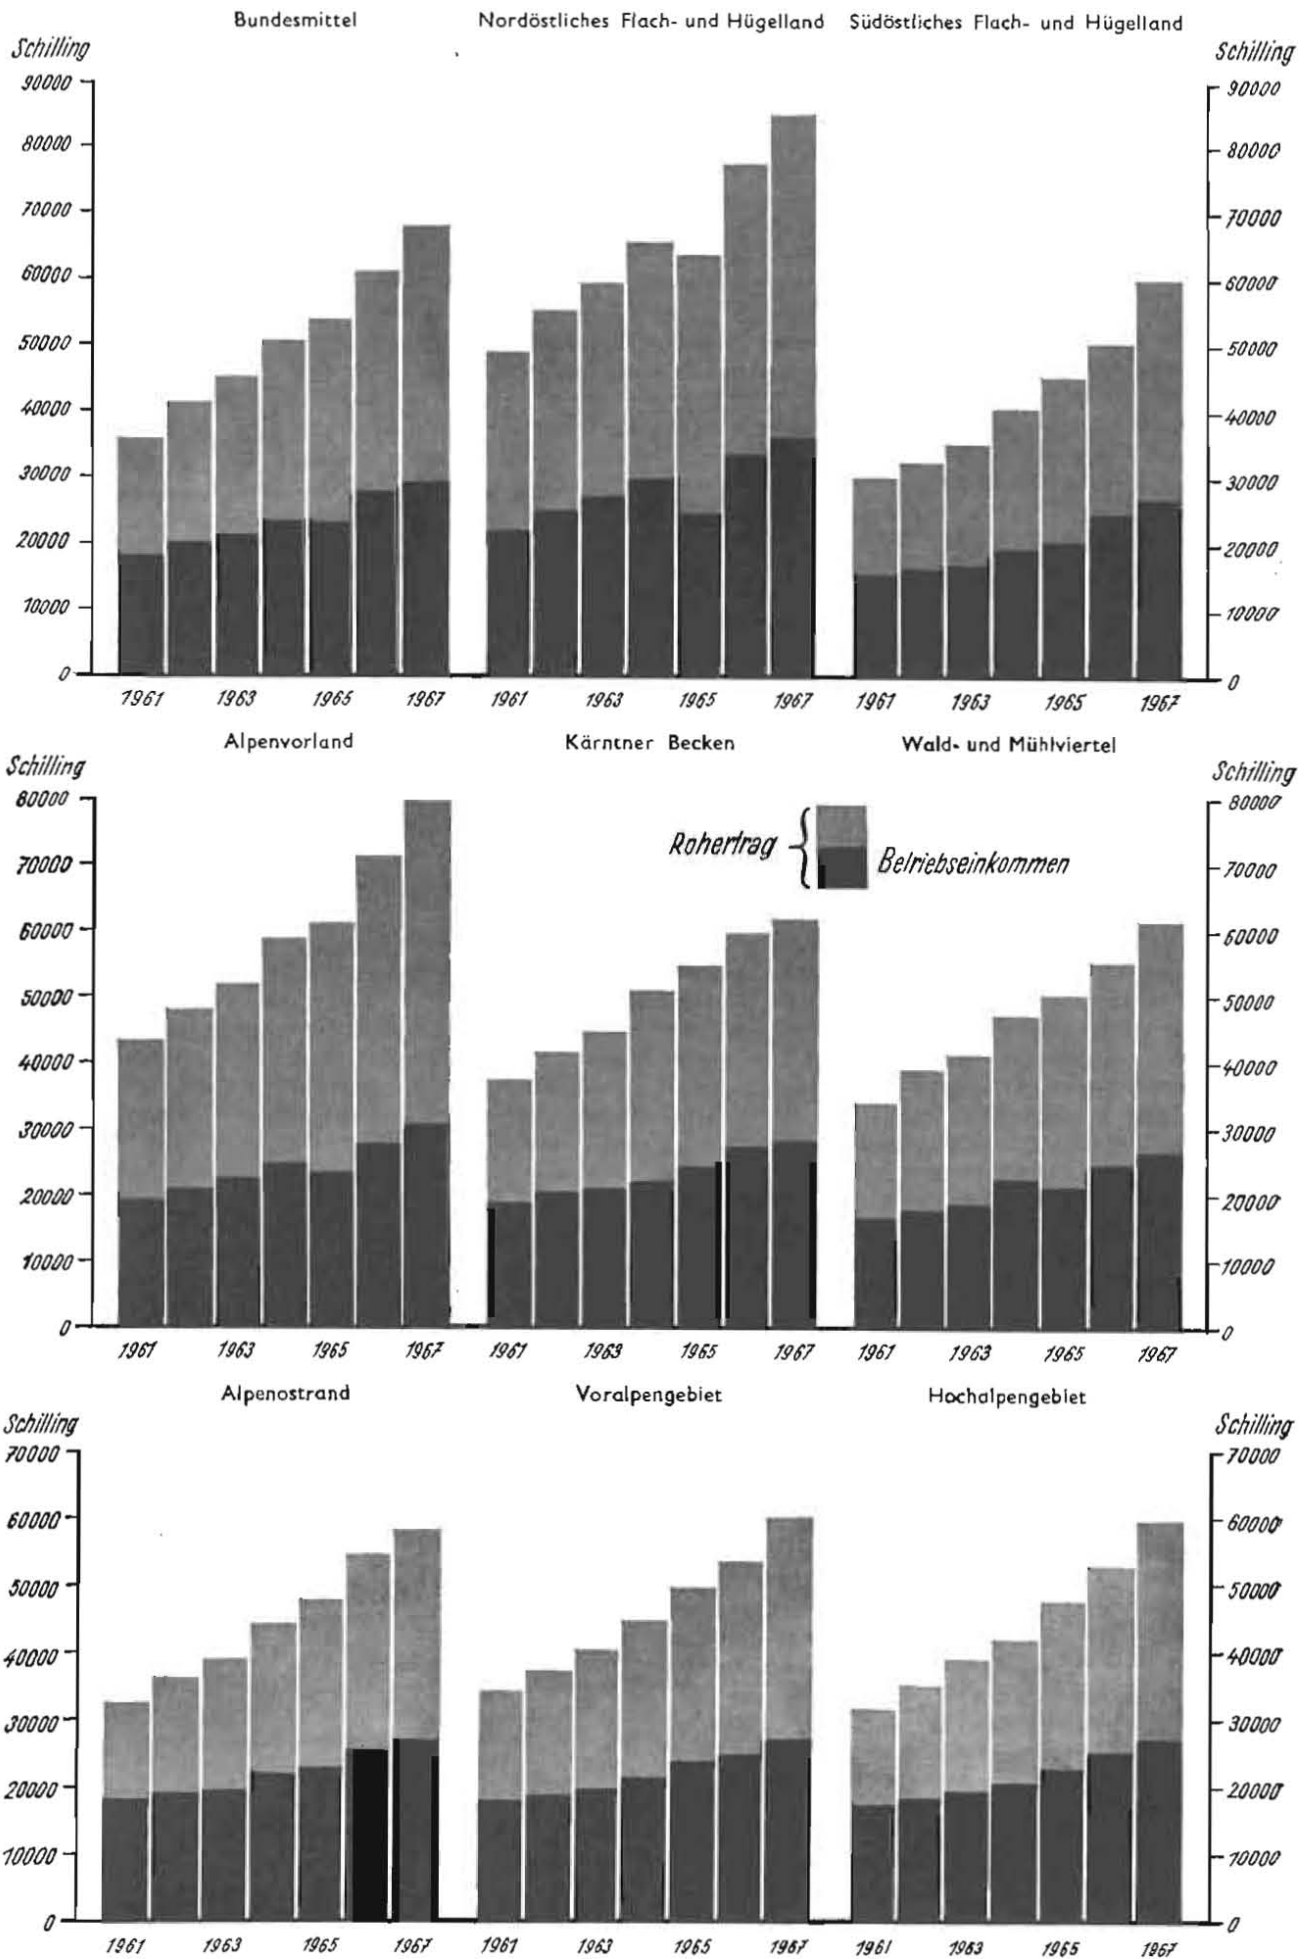 Bundesmittel Nordöstliches Flach- und Hügelland Südöstliches Flach- und Hügelland
Schilling Schilling
90000 90000
80000 80000
70000 70000
60000 60000
50000 50000
40000 40000
30000 30000
20000 20000
10000 10000
0 0
1961 1963 1965 1967 1961 1963 1965 1967 1961 1963 1965 1967
Alpenvorland Kärntner Becken Wald- und Mühlviertel
Schilling Schilling
80000 80000
Rohertrag Betriebseinkommen
70000 70000
60000 60000
50000 50000
40000 40000
30000 30000
20000 20000
10000 10000
0 0
1961 1963 1965 1967 1961 1963 1965 1967 1961 1963 1965 1967
Alpenostrand Voralpengebiet Hochalpengebiet
Schilling Schilling
70000 70000
60000 60000
50000 50000
40000 40000
30000 30000
20000 20000
10000 10000
0 0
1961 1963 1965 1967 1961 1963 1965 1967 1961 1963 1965 1967